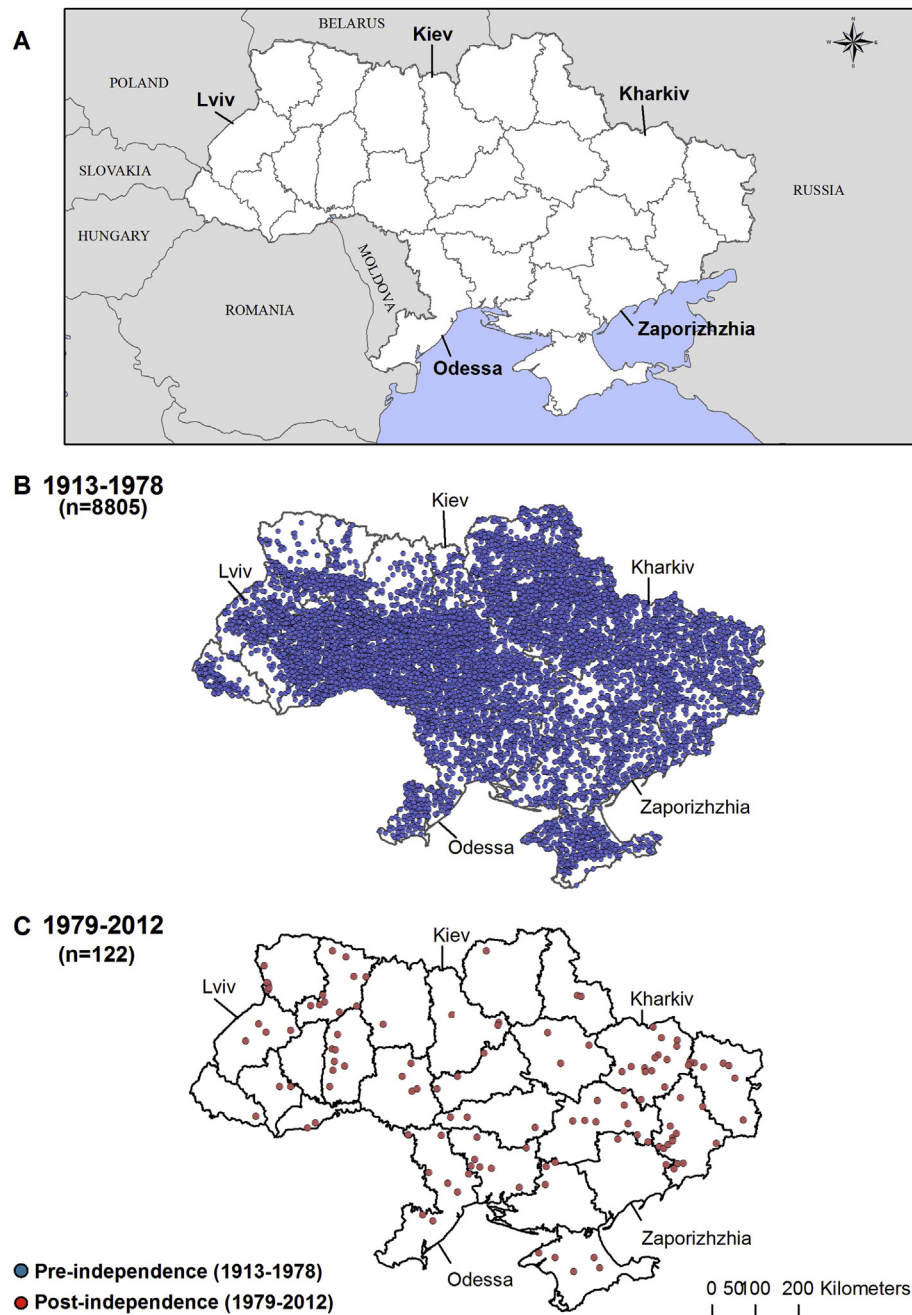 A
BELARUS
Kiev
N
W
E
S
POLAND
Lviv
Kharkiv
SLOVAKIA
RUSSIA
HUNGARY
MOLDOVA
ROMANIA
Zaporizhzhia
Odessa
B 1913-1978
(n=8805)
Kiev
Lviv
Kharkiv
Zaporizhzhia
Odessa
C 1979-2012
(n=122)
Kiev
Lviv
Kharkiv
Zaporizhzhia
Odessa
Pre-independence (1913-1978)
Post-independence (1979-2012)
0 50 100 200 Kilometers